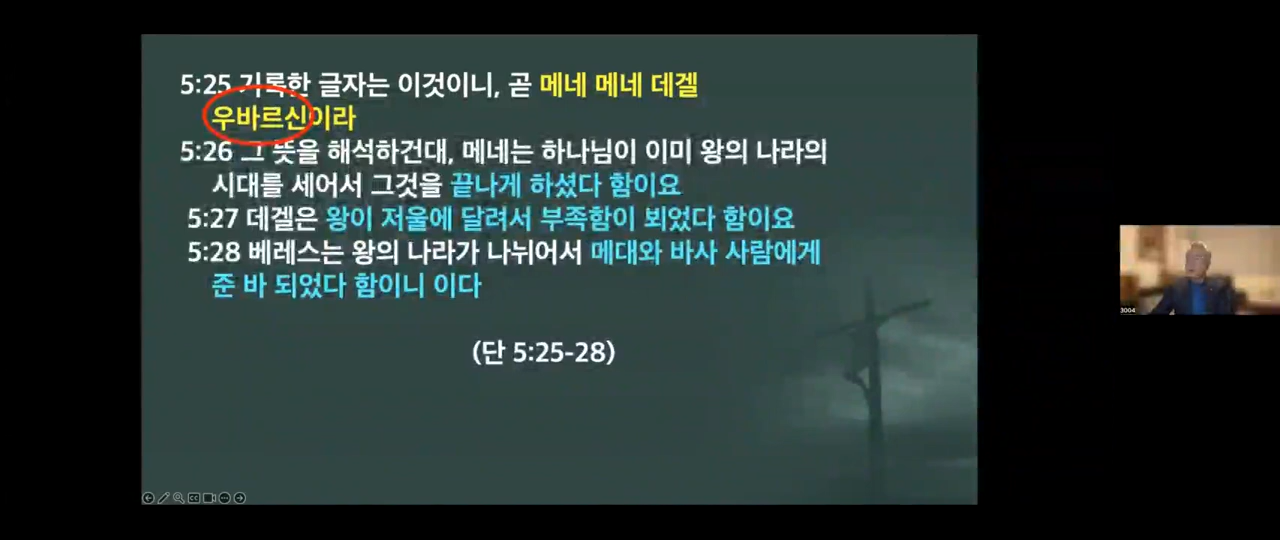 5:25 기록한 글자는 이것이니, 곧 메네 메네 데겔
우바르신이라
5:26 그 뜻을 해석하건대, 메네는 하나님이 이미 왕의 나라의
시대를 세어서 그것을 끝나게 하셨다 함이요
5:27 데겔은 왕이 저울에 달려서 부족함이 뵈었다 함이요
5:28 베레스는 왕의 나라가 나뉘어서 메대와 바사 사람에게
준 바 되었다 함이니 이다
(단 5:25-28)
3004